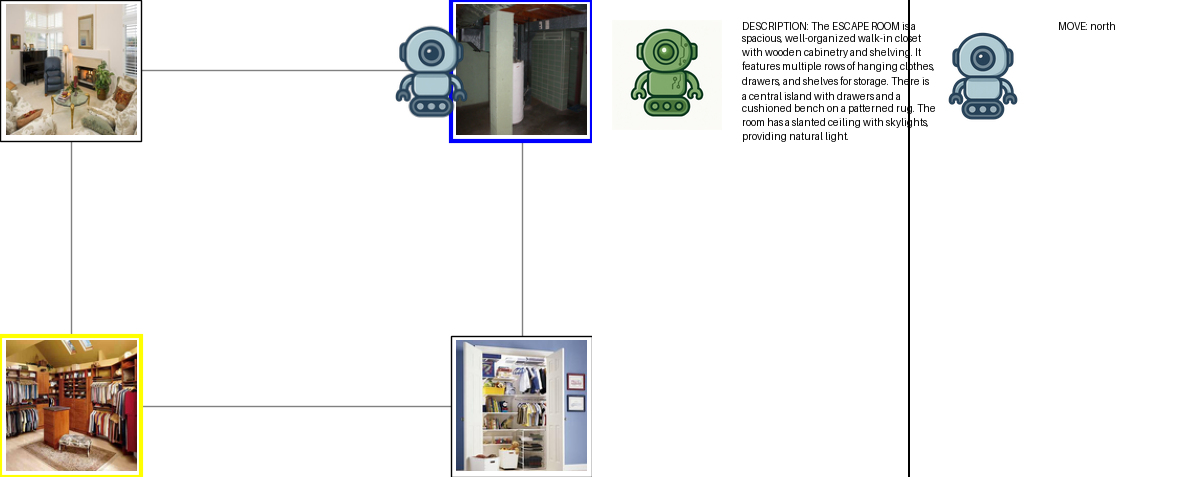 DESCRIPTION: The ESCAPE ROOM is a
spacious, well-organized walk-in closet
with wooden cabinetry and shelving. It
features multiple rows of hanging clothes,
drawers, and shelves for storage. There is
a central island with drawers and a
cushioned bench on a patterned rug. The
room has a slanted ceiling with skylights,
providing natural light.
MOVE: north